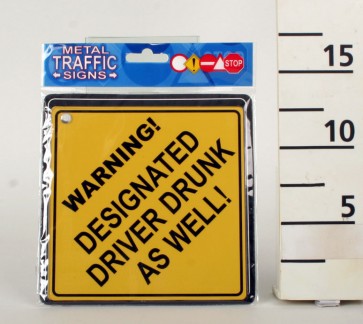 METAL
TRAFFIC
SIGNS
STOP
WARNING!
DESIGNATED
DRIVER DRUNK
AS WELL!
15
10
5